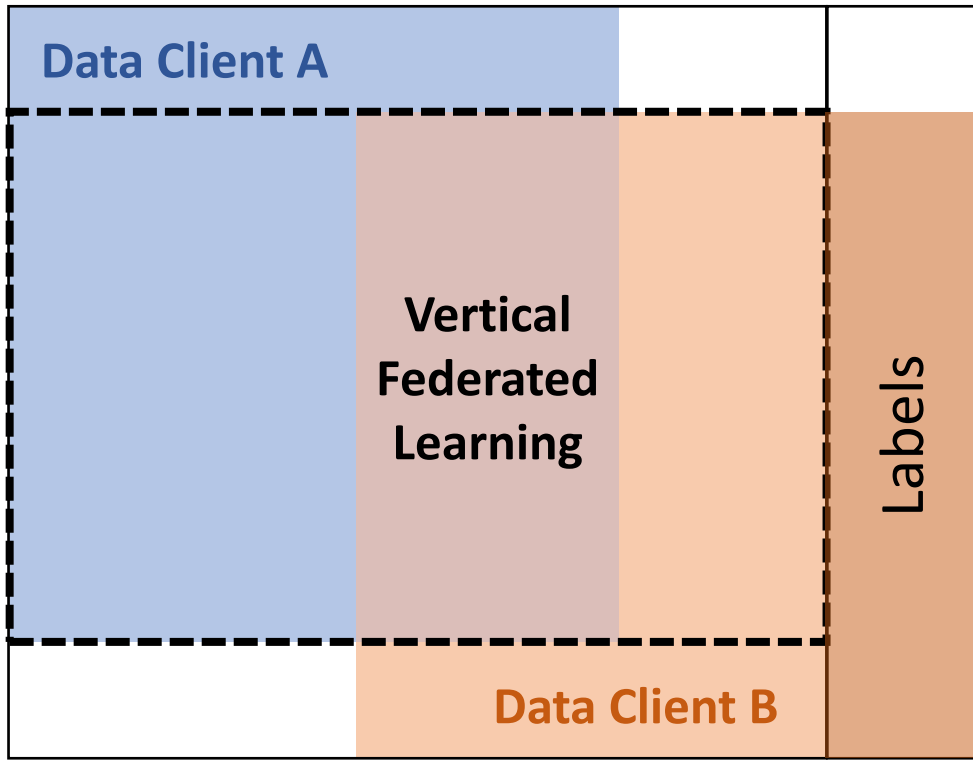 Data Client A
Vertical
Federated
Learning
Labels
Data Client B